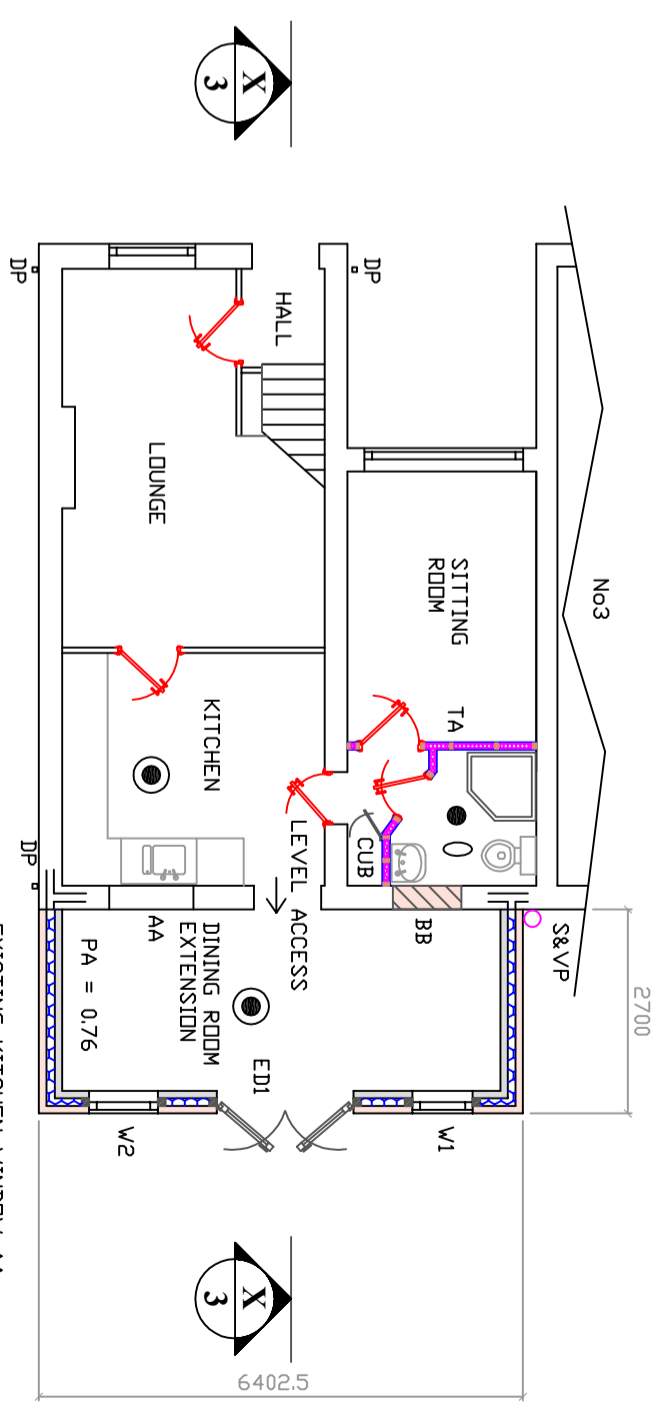 X
3
No3
DP
DP
HALL
LOUNGE
SITTING
ROOM
TA
KITCHEN
CUB
LEVEL ACCESS
DP
AA
BB
S&VP
2700
DINING ROOM
EXTENSION
PA = 0.76
ED1
W2
W1
X
3
6402.5